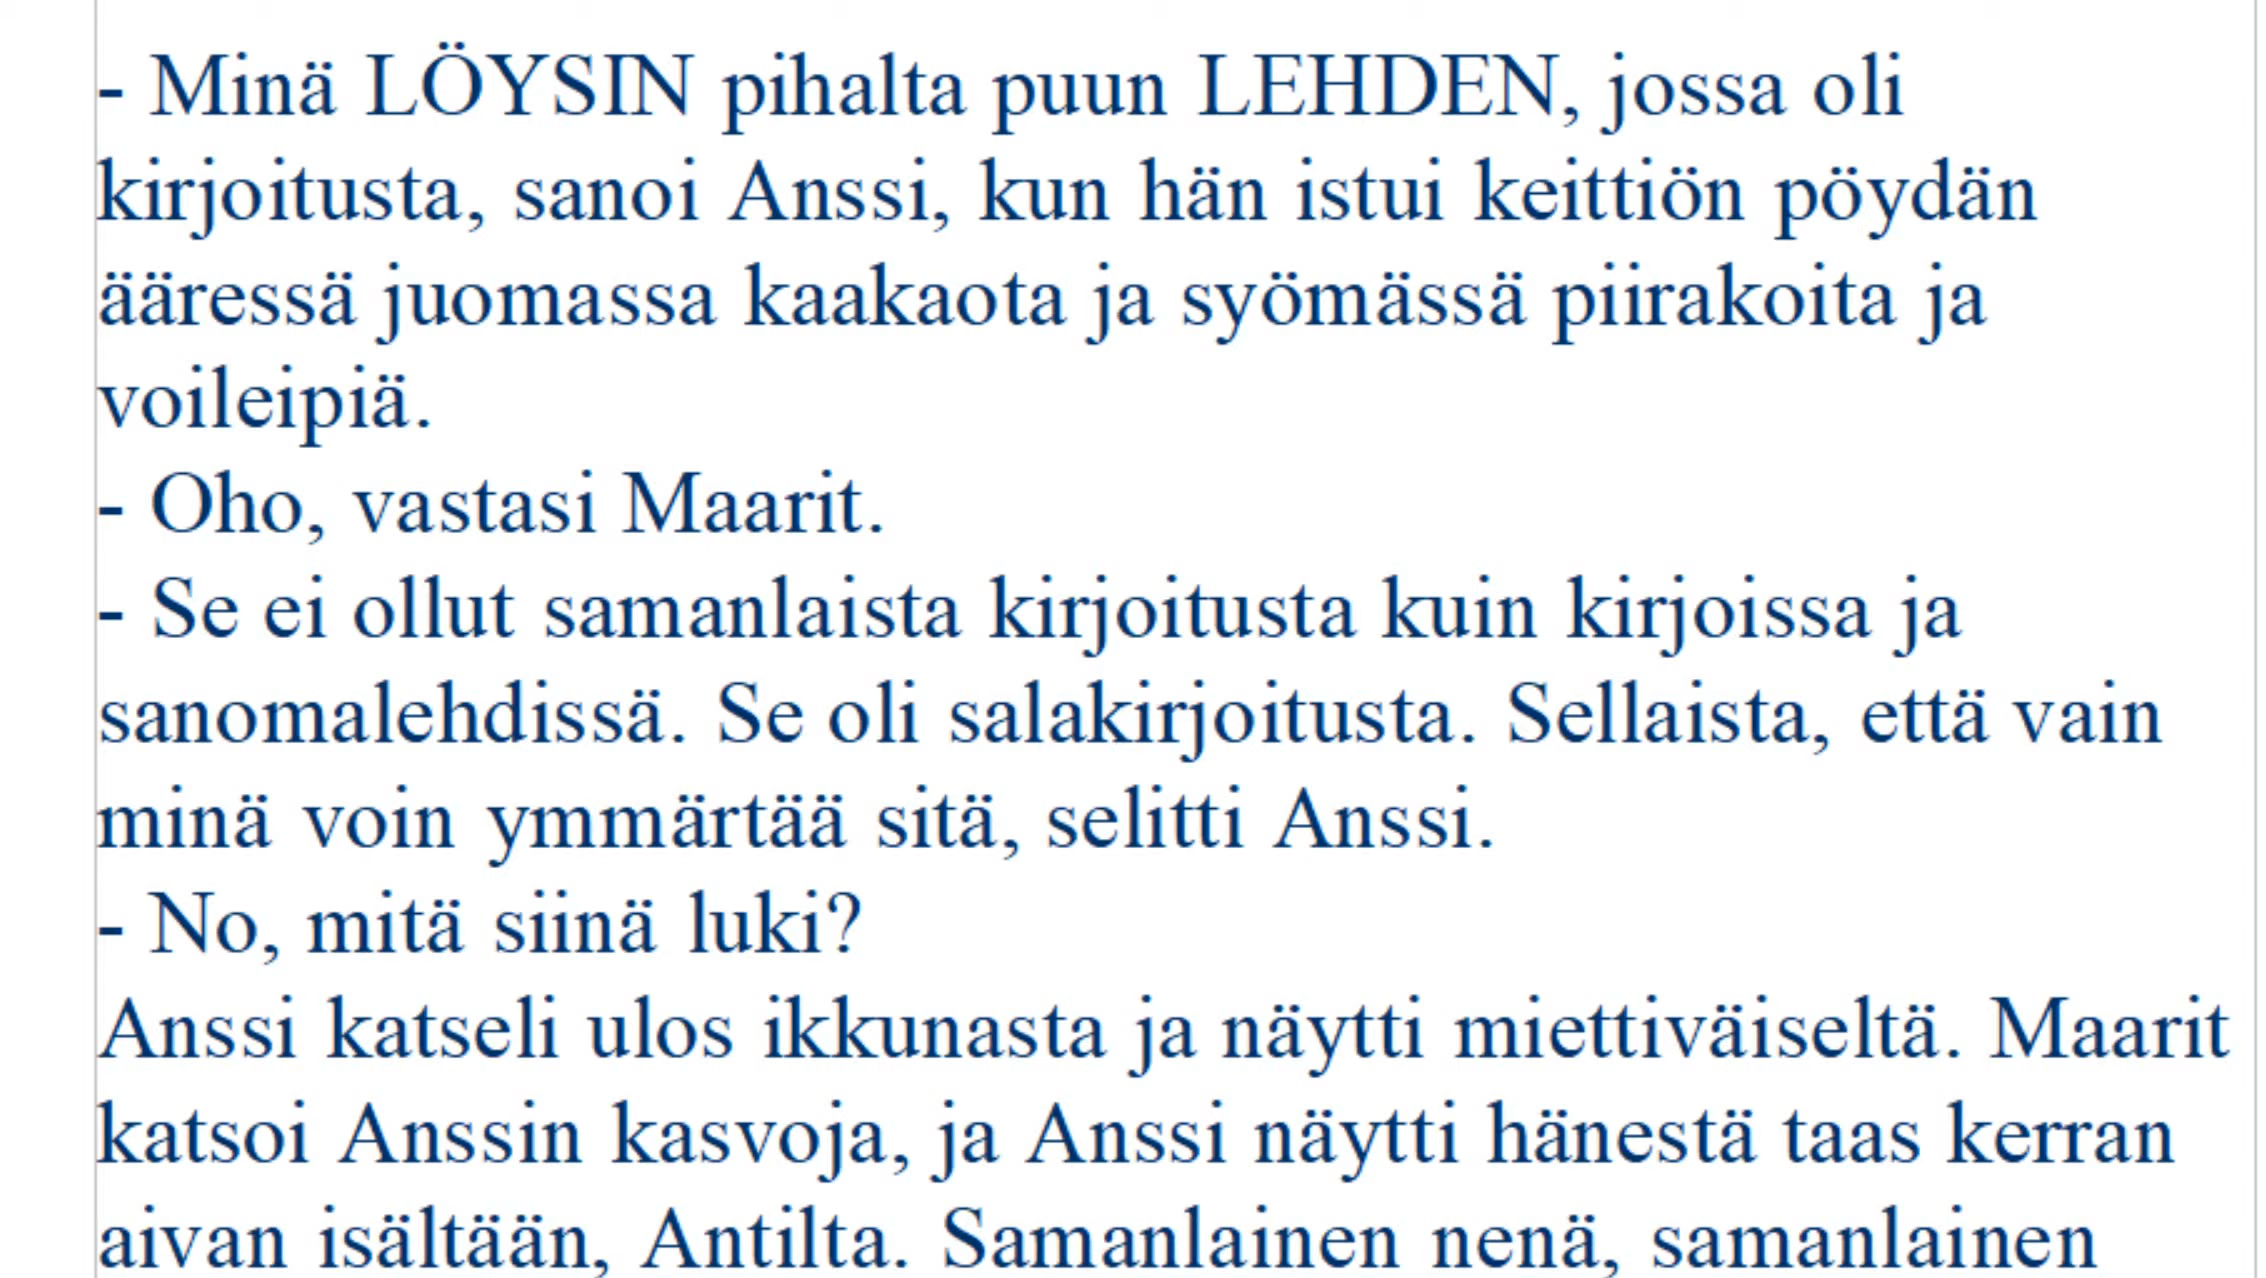 - Minä LÖYSIN pihalta puun LEHDEN, jossa oli
kirjoitusta, sanoi Anssi, kun hän istui keittiön pöydän
ääressä juomassa kaakaota ja syömässä piirakoita ja
voileipiä.
- Oho, vastasi Maarit.
- Se ei ollut samanlaista kirjoitusta kuin kirjoissa ja
sanomalehdissä. Se oli salakirjoitusta. Sellaista, että vain
minä voin ymmärtää sitä, selitti Anssi.
- No, mitä siinä luki?
Anssi katseli ulos ikkunasta ja näytti miettiväiseltä. Maarit
katsoi Anssin kasvoja, ja Anssi näytti hänestä taas kerran
aivan isältään, Antilta. Samanlainen nenä, samanlainen